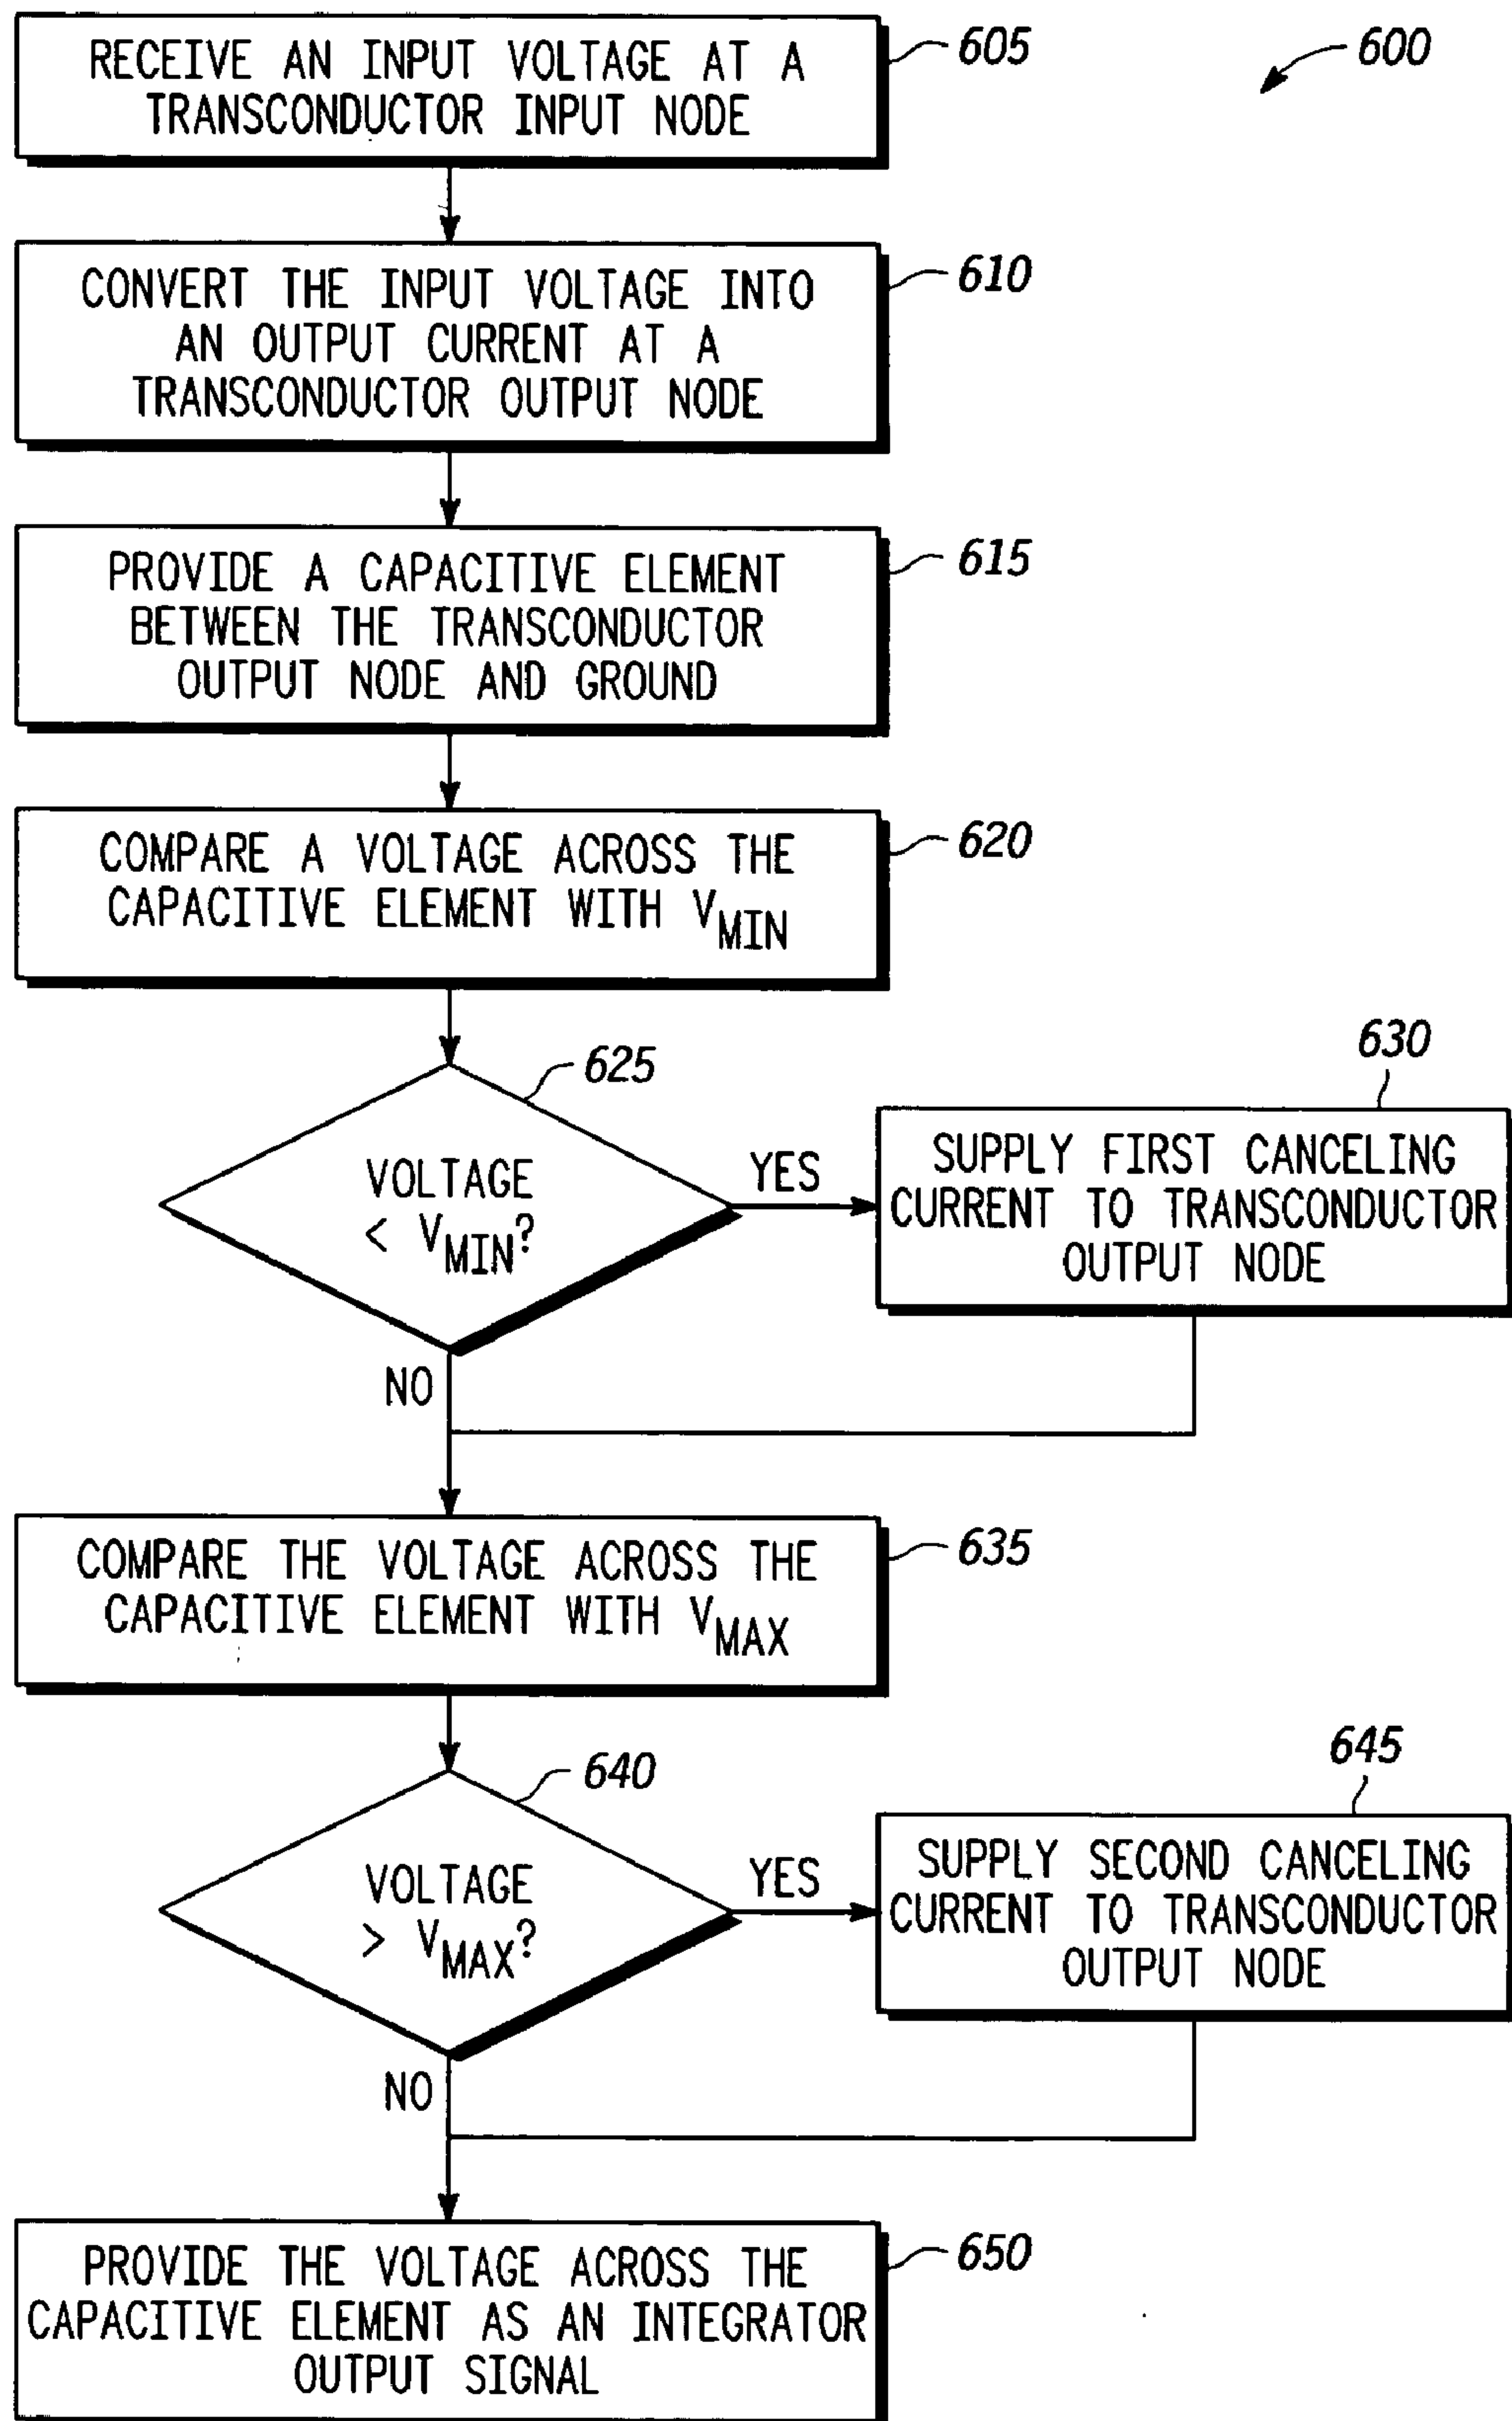 600
RECEIVE AN INPUT VOLTAGE AT A
TRANSCONDUCTOR INPUT NODE
605
CONVERT THE INPUT VOLTAGE INTO
AN OUTPUT CURRENT AT A
TRANSCONDUCTOR OUTPUT NODE
610
PROVIDE A CAPACITIVE ELEMENT
BETWEEN THE TRANSCONDUCTOR
OUTPUT NODE AND GROUND
615
COMPARE A VOLTAGE ACROSS THE
CAPACITIVE ELEMENT WITH VMIN
620
625
VOLTAGE
< VMIN?
YES
NO
630
SUPPLY FIRST CANCELING
CURRENT TO TRANSCONDUCTOR
OUTPUT NODE
COMPARE THE VOLTAGE ACROSS THE
CAPACITIVE ELEMENT WITH VMAX
635
640
VOLTAGE
> VMAX?
YES
NO
645
SUPPLY SECOND CANCELING
CURRENT TO TRANSCONDUCTOR
OUTPUT NODE
PROVIDE THE VOLTAGE ACROSS THE
CAPACITIVE ELEMENT AS AN INTEGRATOR
OUTPUT SIGNAL
650